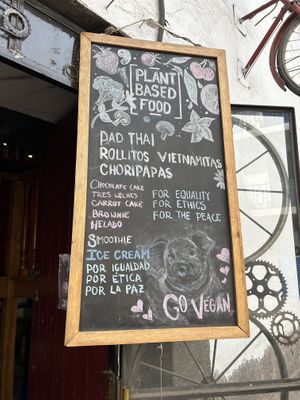 PLANT
BASED
FOOD
PAD THAI
ROLLITOS VIETNAMITAS
CHORIPAPAS
CHOCOLATE CAKE
TRES LECHES
CARROT CAKE
BROWNIE
HELADO
FOR EQUALITY
FOR ETHICS
FOR THE PEACE
SMOOTHIE
ICE CREAM
POR IGUALDAD
POR ETICA
POR LA PAZ
GO VEGAN